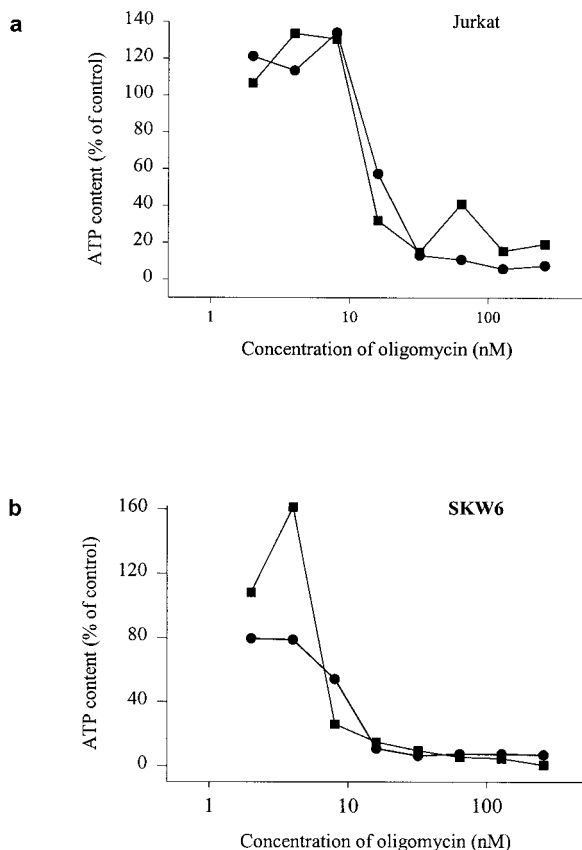 a
Jurkat
ATP content (% of control)
140
120
100
80
60
40
20
0
1
10
100
Concentration of oligomycin (nM)
b
SKW6
ATP content (% of control)
160
120
80
40
0
1
10
100
Concentration of oligomycin (nM)